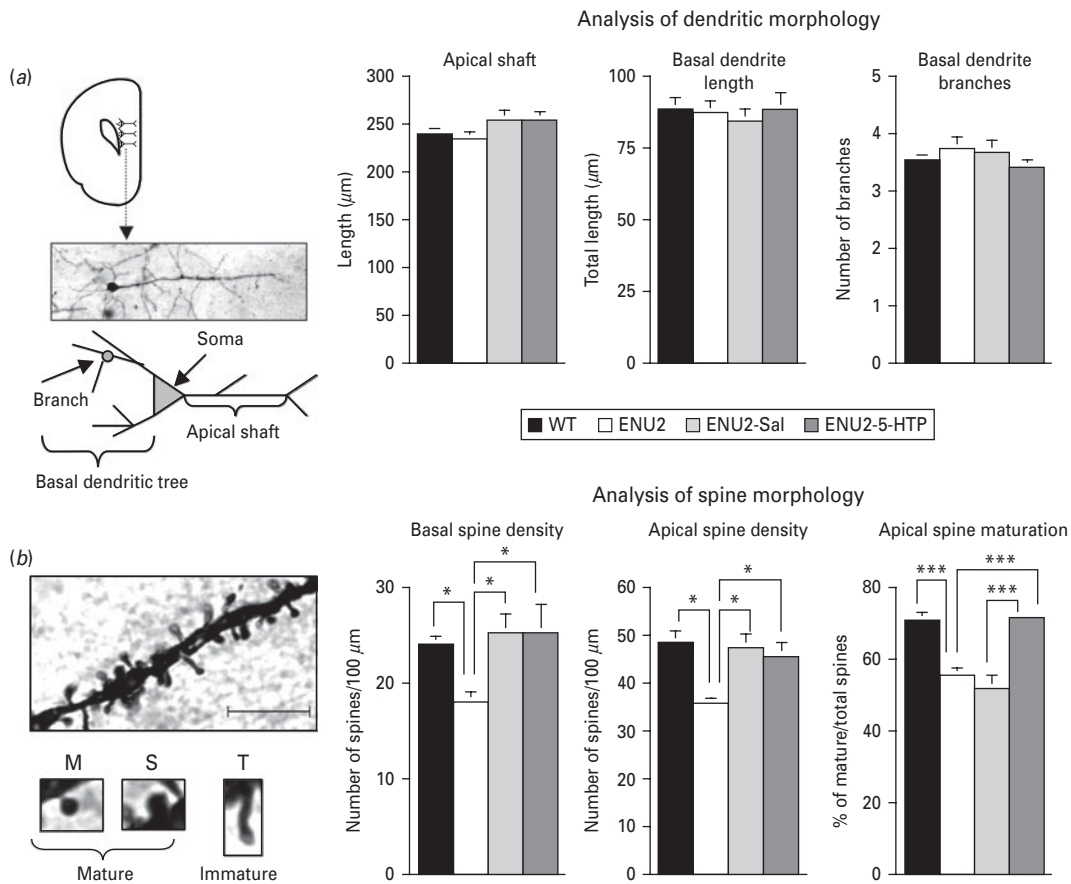 Analysis of dendritic morphology
(a)
Apical shaft
Basal dendrite
length
Basal dendrite
branches
Length (μm)
300
250
200
150
100
50
0
Total length (μm)
100
75
50
25
0
Number of branches
5
4
3
2
1
0
Soma
Branch
Apical shaft
Basal dendritic tree
WT ENU2 ENU2-Sal ENU2-5-HTP
Analysis of spine morphology
(b)
Basal spine density
Apical spine density
Apical spine maturation
Number of spines/100 μm
30
20
10
0
* * *
Number of spines/100 μm
60
50
40
30
20
10
0
* * *
% of mature/total spines
80
60
40
20
0
*** *** ***
M S T
Mature Immature